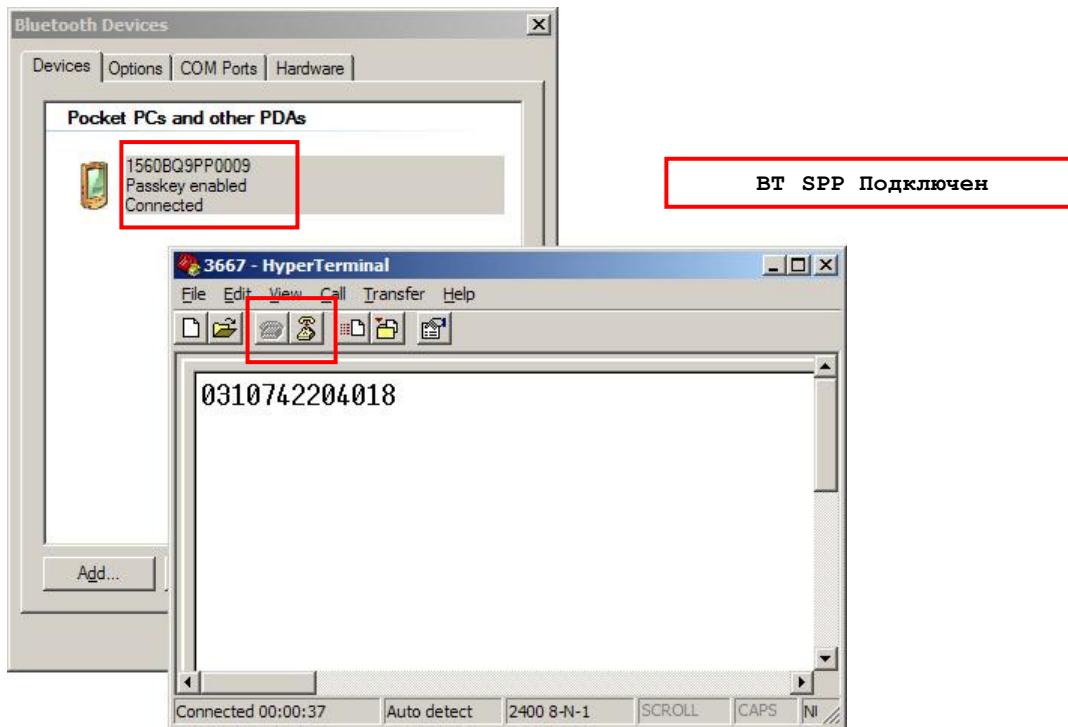 Bluetooth Devices
Devices Options COM Ports Hardware
Pocket PCs and other PDAs
1560BQ9PP0009
Passkey enabled
Connected
BT SPP Подключен
3667 - HyperTerminal
File Edit View Call Transfer Help
0310742204018
Add...
Connected 00:00:37 Auto detect 2400 8-N-1 SCROLL CAPS